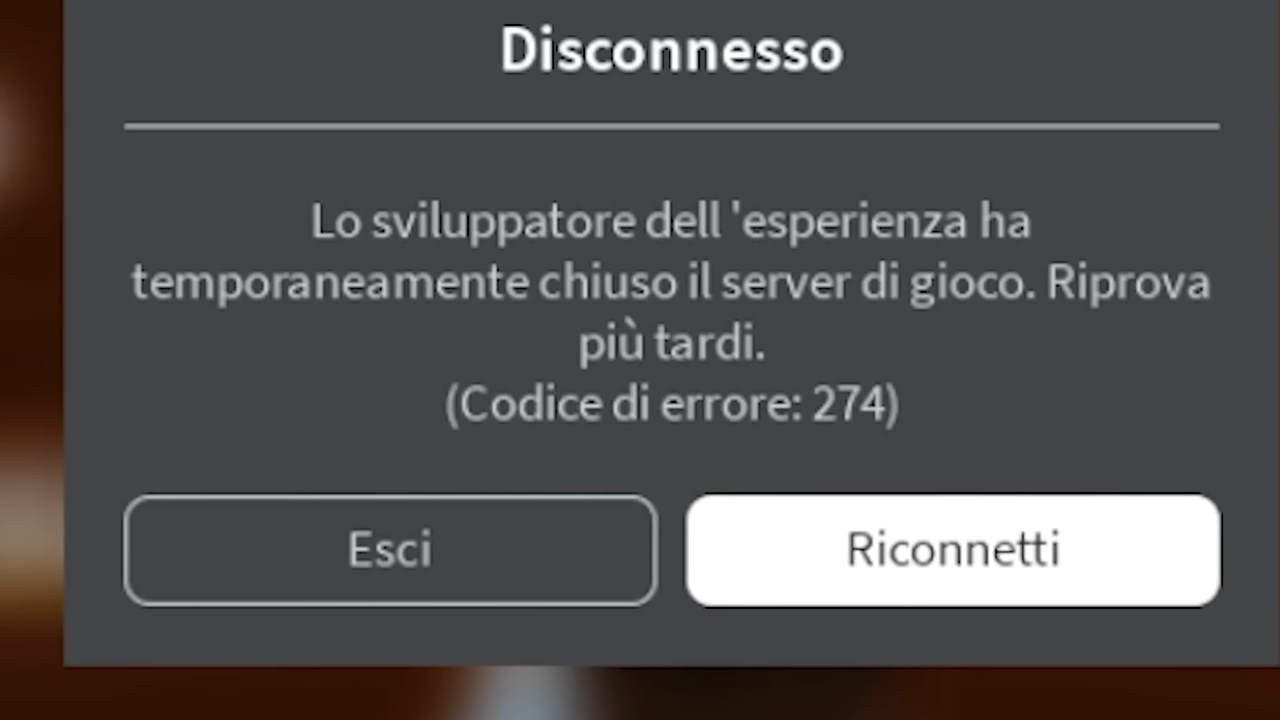 Disconnesso
Lo sviluppatore dell 'esperienza ha
temporaneamente chiuso il server di gioco. Riprova
più tardi.
(Codice di errore: 274)
Esci
Riconnetti